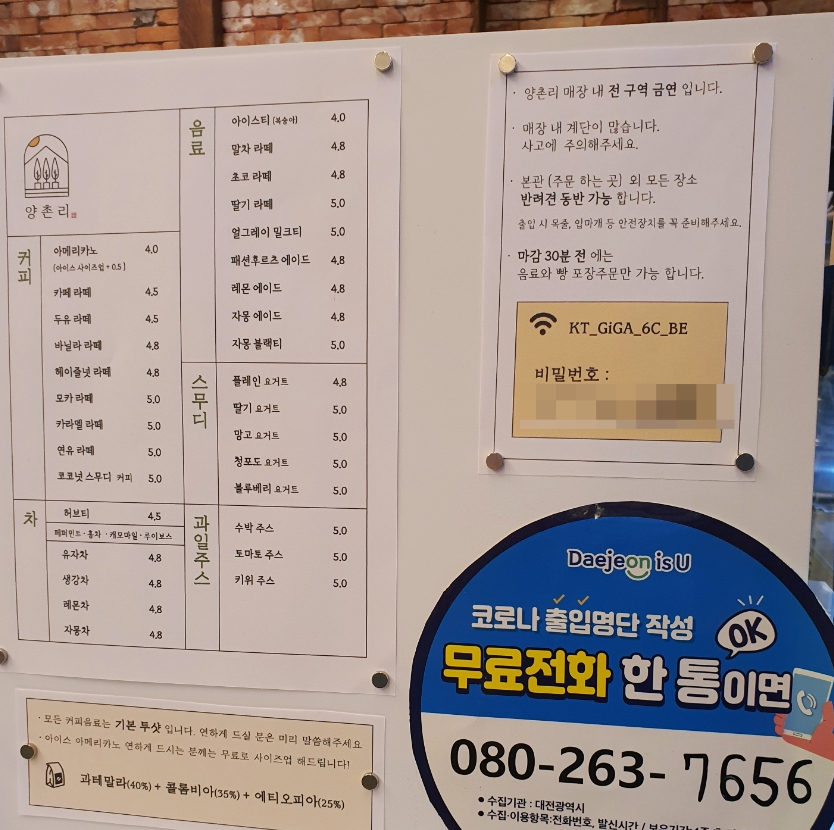 양촌리
커피
아메리카노 4.0
(아이스 사이즈업 + 0.5)
카페 라떼 4.5
두유 라떼 4.5
바닐라 라떼 4.8
헤이즐넛 라떼 4.8
모카 라떼 5.0
카라멜 라떼 5.0
연유 라떼 5.0
코코넛 스무디 커피 5.0
차
허브티 4.5
페퍼민트 · 홍차 · 캐모마일 · 루이보스
유자차 4.8
생강차 4.8
레몬차 4.8
자몽차 4.8
음료
아이스티 (복숭아) 4.0
말차 라떼 4.8
초코 라떼 4.8
딸기 라떼 5.0
얼그레이 밀크티 5.0
패션후르츠 에이드 4.8
레몬 에이드 4.8
자몽 에이드 4.8
자몽 블랙티 5.0
스무디
플레인 요거트 4.8
딸기 요거트 5.0
망고 요거트 5.0
청포도 요거트 5.0
블루베리 요거트 5.0
과일주스
수박 주스 5.0
토마토 주스 5.0
키위 주스 5.0
· 모든 커피음료는 기본 투샷 입니다. 연하게 드실 분은 미리 말씀해주세요
· 아이스 아메리카노 연하게 드시는 분께는 무료로 사이즈업 해드립니다!
과테말라(40%) + 콜롬비아(35%) + 에티오피아(25%)
· 양촌리 매장 내 전 구역 금연 입니다.
· 매장 내 계단이 많습니다.
사고에 주의해주세요.
· 본관 (주문 하는 곳) 외 모든 장소
반려견 동반 가능 합니다.
출입 시 목줄, 입마개 등 안전장치를 꼭 준비해주세요.
· 마감 30분 전 에는
음료와 빵 포장주문만 가능 합니다.
KT_GiGA_6C_BE
비밀번호 :
Daejeon is U
코로나 출입명단 작성
OK
무료전화 한 통이면
080-263-7656
• 수집기관 : 대전광역시
• 수집·이용항목:전화번호, 발신시간 / 보유기간:4주